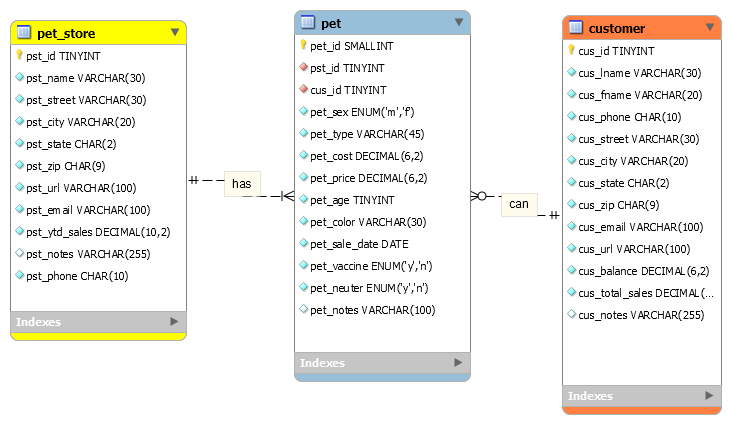 pet_store
pst_id TINYINT
pst_name VARCHAR(30)
pst_street VARCHAR(30)
pst_city VARCHAR(20)
pst_state CHAR(2)
pst_zip CHAR(9)
pst_url VARCHAR(100)
pst_email VARCHAR(100)
pst_ytd_sales DECIMAL(10,2)
pst_notes VARCHAR(255)
pst_phone CHAR(10)
Indexes
has
pet
pet_id SMALLINT
pst_id TINYINT
cus_id TINYINT
pet_sex ENUM('m','f')
pet_type VARCHAR(45)
pet_cost DECIMAL(6,2)
pet_price DECIMAL(6,2)
pet_age TINYINT
pet_color VARCHAR(30)
pet_sale_date DATE
pet_vaccine ENUM('y','n')
pet_neuter ENUM('y','n')
pet_notes VARCHAR(100)
Indexes
can
customer
cus_id TINYINT
cus_lname VARCHAR(30)
cus_fname VARCHAR(20)
cus_phone CHAR(10)
cus_street VARCHAR(30)
cus_city VARCHAR(20)
cus_state CHAR(2)
cus_zip CHAR(9)
cus_email VARCHAR(100)
cus_url VARCHAR(100)
cus_balance DECIMAL(6,2)
cus_total_sales DECIMAL(...
cus_notes VARCHAR(255)
Indexes